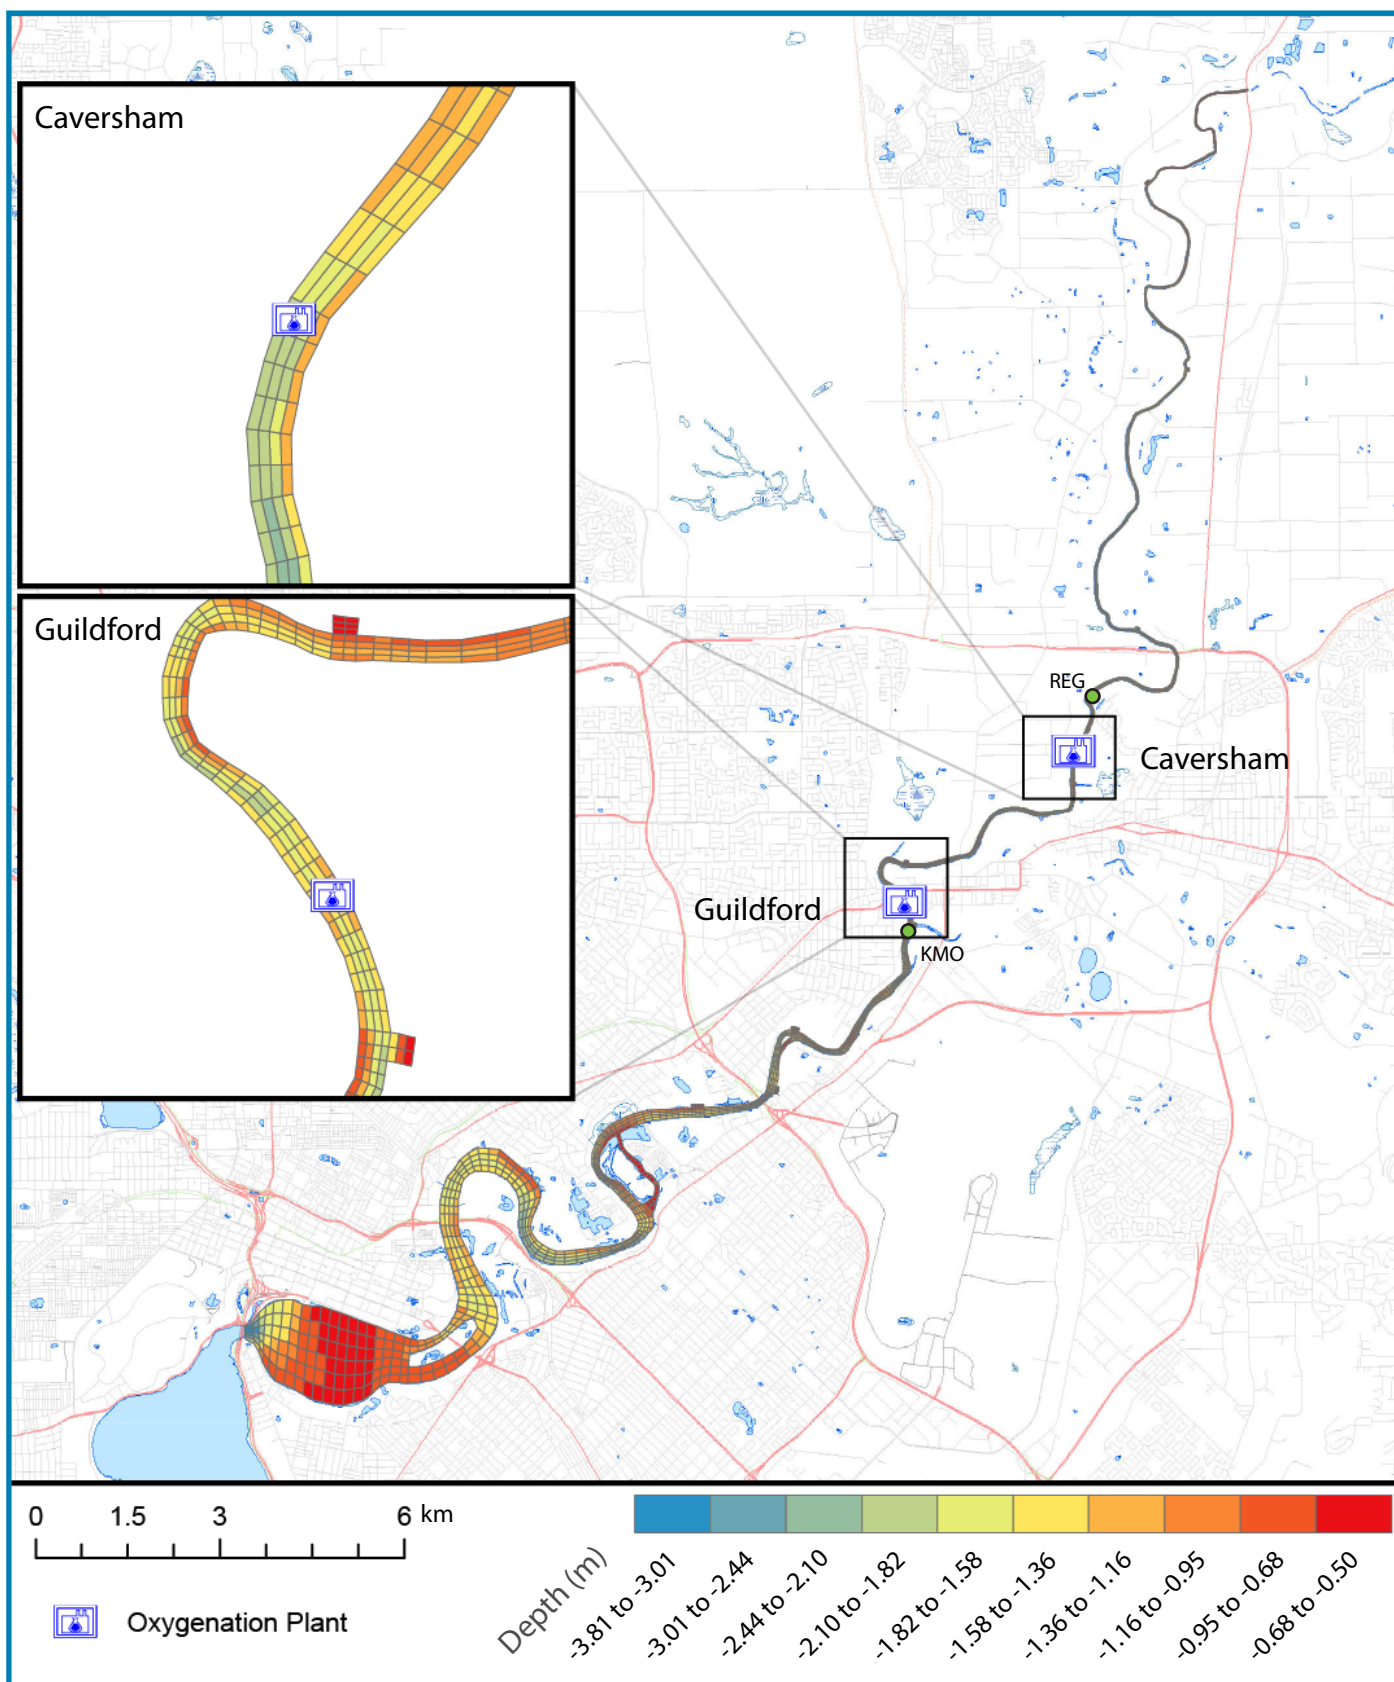 Caversham
Guildford
REG
Caversham
Guildford
KMO
0 1.5 3 6 km
Oxygenation Plant
Depth (m)
-3.81 to -3.01
-3.01 to -2.44
-2.44 to -2.10
-2.10 to -1.82
-1.82 to -1.58
-1.58 to -1.36
-1.36 to -1.16
-1.16 to -0.95
-0.95 to -0.68
-0.68 to -0.50